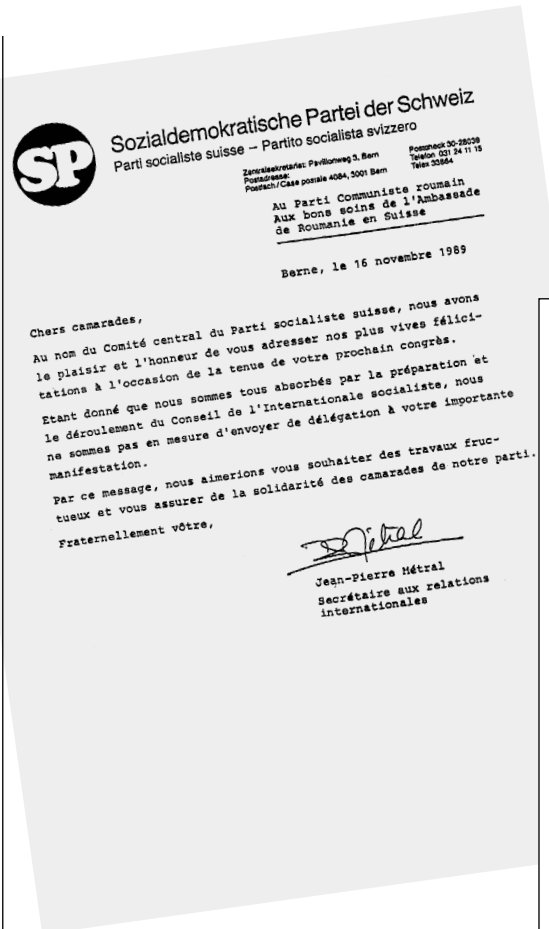 SP
Sozialdemokratische Partei der Schweiz
Parti socialiste suisse – Partito socialista svizzero
Zentralsekretariat: Pavillonweg 3, Bern
Postadresse:
Postfach/Case postale 4084, 3001 Bern
Postcheck 30-28039
Telefon 031 24 11 15
Telex 33864
Au Parti Communiste roumain
Aux bons soins de l'Ambassade
de Roumanie en Suisse
Berne, le 16 novembre 1989
Chers camarades,
Au nom du Comité central du Parti socialiste suisse, nous avons
le plaisir et l'honneur de vous adresser nos plus vives félici-
tations à l'occasion de la tenue de votre prochain congrès.
Etant donné que nous sommes tous absorbés par la préparation et
le déroulement du Conseil de l'Internationale socialiste, nous
ne sommes pas en mesure d'envoyer de délégation à votre importante
manifestation.
Par ce message, nous aimerions vous souhaiter des travaux fruc-
tueux et vous assurer de la solidarité des camarades de notre parti.
Fraternellement vôtre,
Jean-Pierre Métral
Secrétaire aux relations
internationales